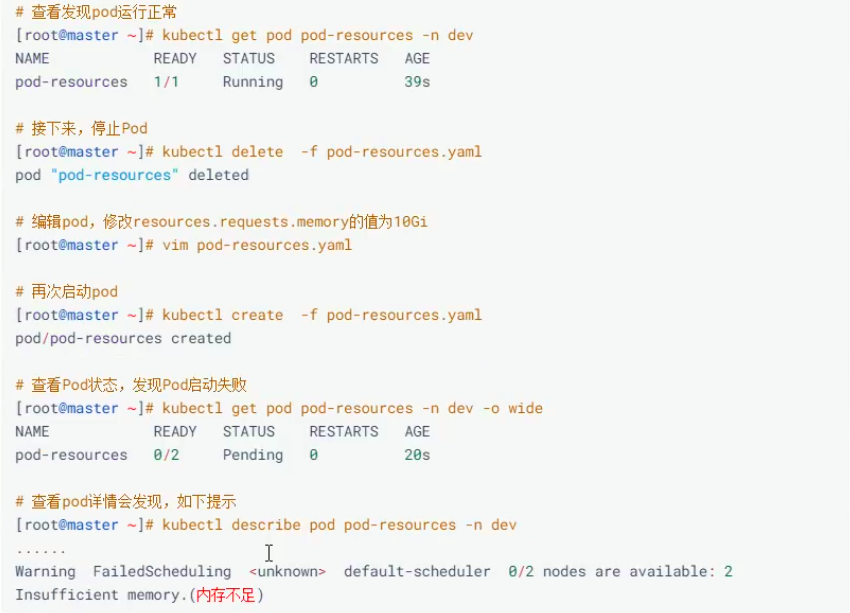 # 查看发现pod运行正常
[root@master ~]# kubectl get pod pod-resources -n dev
NAME            READY   STATUS    RESTARTS   AGE
pod-resources   1/1     Running   0          39s
# 接下来，停止Pod
[root@master ~]# kubectl delete  -f pod-resources.yaml
pod "pod-resources" deleted
# 编辑pod，修改resources.requests.memory的值为10Gi
[root@master ~]# vim pod-resources.yaml
# 再次启动pod
[root@master ~]# kubectl create  -f pod-resources.yaml
pod/pod-resources created
# 查看Pod状态，发现Pod启动失败
[root@master ~]# kubectl get pod pod-resources -n dev -o wide
NAME            READY   STATUS    RESTARTS   AGE
pod-resources   0/2     Pending   0          20s
# 查看pod详情会发现，如下提示
[root@master ~]# kubectl describe pod pod-resources -n dev
......
Warning  FailedScheduling  <unknown>  default-scheduler  0/2 nodes are available: 2
Insufficient memory.(内存不足)